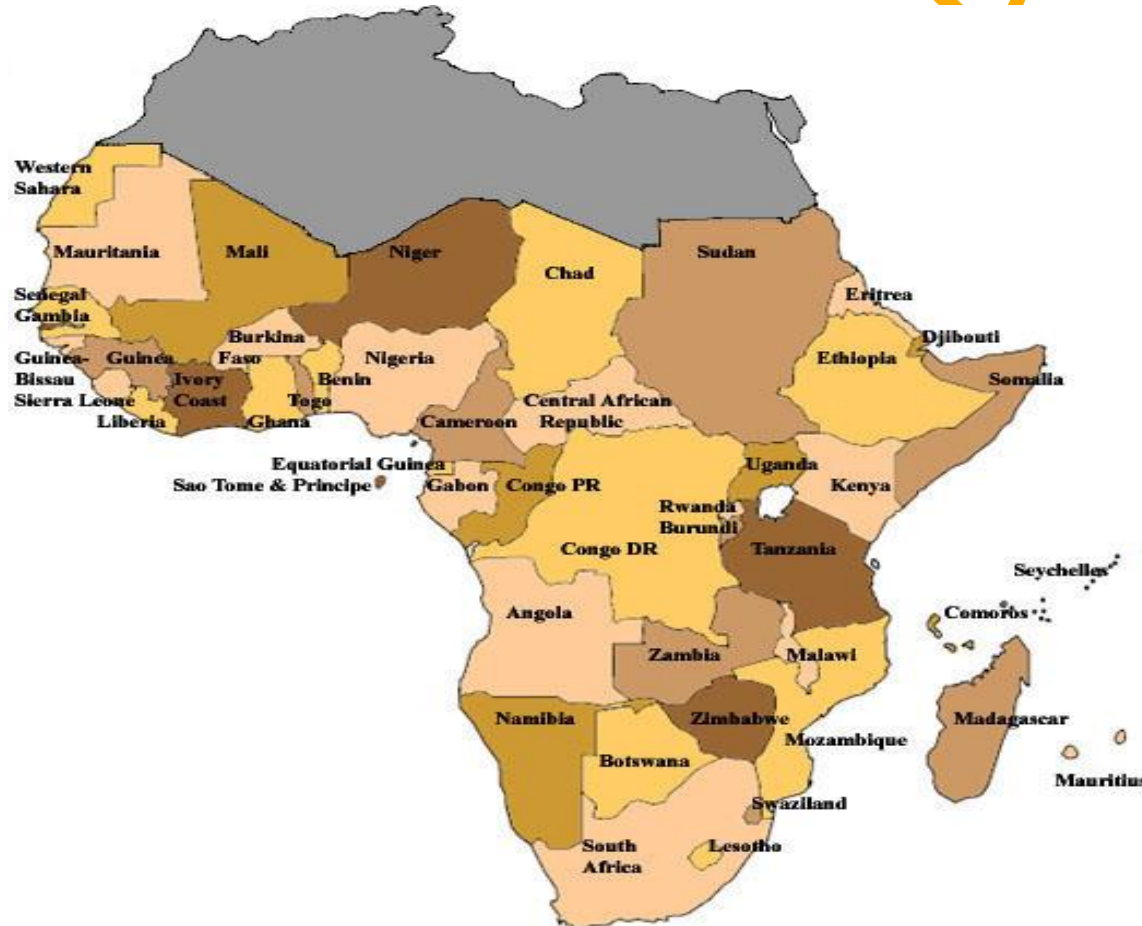 Western
Sahara
Mauritania
Mali
Niger
Chad
Sudan
Eritrea
Senegal
Gambia
Djibouti
Burkina
Faso
Nigeria
Ethiopia
Guinea-
Bissau
Guinea
Ivory
Coast
Benin
Somalia
Sierra Leone
Togo
Central African
Republic
Liberia
Ghana
Cameroon
Equatorial Guinea
Uganda
Sao Tome & Principe
Gabon
Congo PR
Kenya
Rwanda
Burundi
Congo DR
Tanzania
Seychelles
Angola
Comoros
Zambia
Malawi
Namibia
Zimbabwe
Madagascar
Mozambique
Botswana
Mauritius
Swaziland
South
Africa
Lesotho